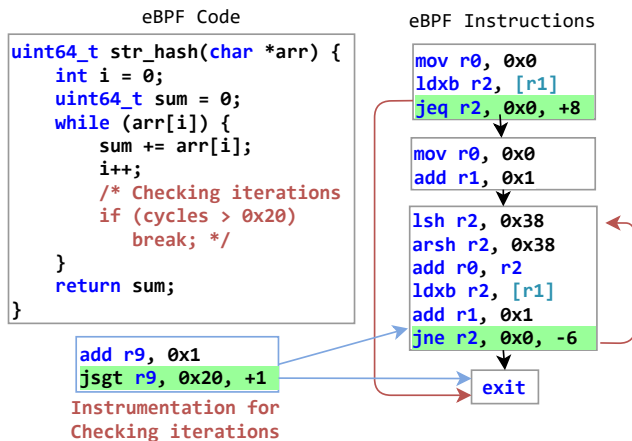 eBPF Code
uint64_t str_hash(char *arr) {
int i = 0;
uint64_t sum = 0;
while (arr[i]) {
sum += arr[i];
i++;
/* Checking iterations
if (cycles > 0x20)
break; */
}
return sum;
}
add r9, 0x1
jsgt r9, 0x20, +1
Instrumentation for
Checking iterations
eBPF Instructions
mov r0, 0x0
ldxb r2, [r1]
jeq r2, 0x0, +8
mov r0, 0x0
add r1, 0x1
lsh r2, 0x38
arsh r2, 0x38
add r0, r2
ldxb r2, [r1]
add r1, 0x1
jne r2, 0x0, -6
exit